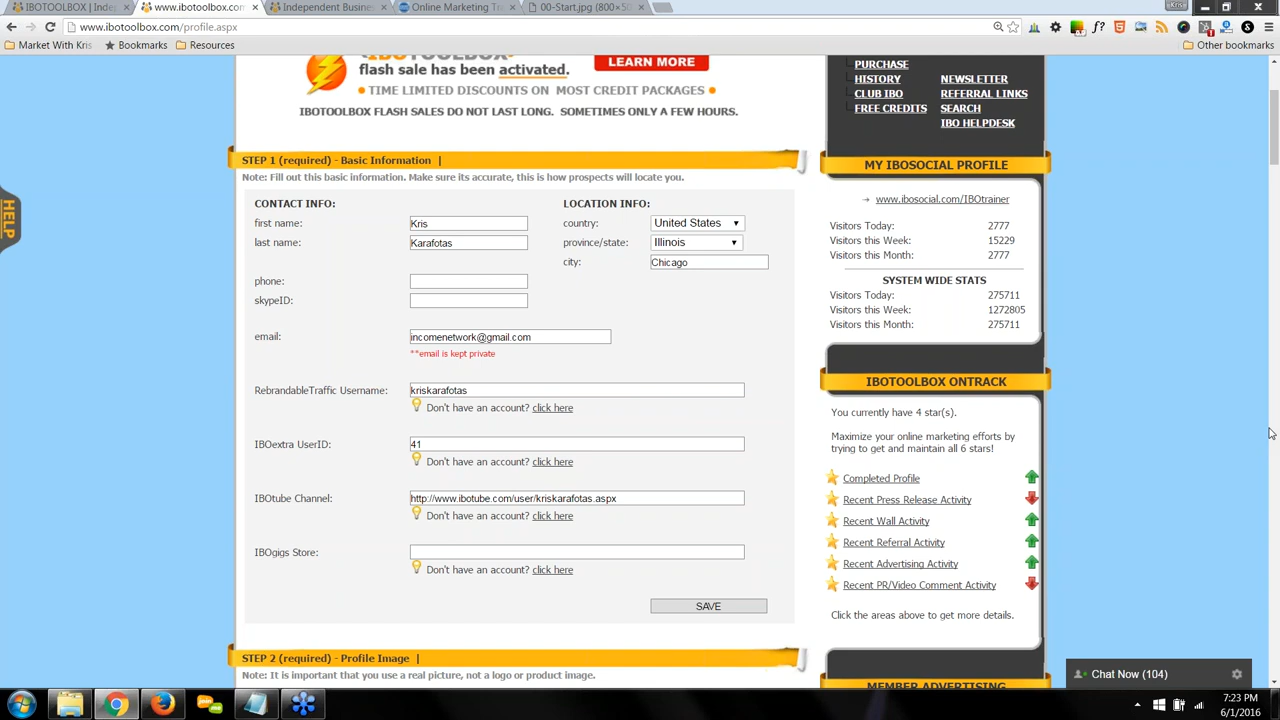 IBOTOOLBOX | Indep
www.ibotoolbox.com/pro
Independent Busine
Online Marketing Tr
00-Start.jpg (800×50
Kris
www.ibotoolbox.com/profile.aspx
Market With Kris
Bookmarks
Resources
Other bookmarks
IBOTOOLBOX
flash sale has been activated.
LEARN MORE
• TIME LIMITED DISCOUNTS ON MOST CREDIT PACKAGES •
IBOTOOLBOX FLASH SALES DO NOT LAST LONG. SOMETIMES ONLY A FEW HOURS.
PURCHASE
HISTORY NEWSLETTER
CLUB IBO REFERRAL LINKS
FREE CREDITS SEARCH
IBO HELPDESK
HELP
STEP 1 (required) - Basic Information |
Note: Fill out this basic information. Make sure its accurate, this is how prospects will locate you.
CONTACT INFO:
first name: Kris
last name: Karafotas
phone:
skypeID:
LOCATION INFO:
country: United States
province/state: Illinois
city: Chicago
email: incomenetwork@gmail.com
**email is kept private
RebrandableTraffic Username: kriskarafotas
Don't have an account? click here
IBOextra UserID: 41
Don't have an account? click here
IBOtube Channel: http://www.ibotube.com/user/kriskarafotas.aspx
Don't have an account? click here
IBOgigs Store:
Don't have an account? click here
SAVE
STEP 2 (required) - Profile Image |
Note: It is important that you use a real picture, not a logo or product image.
MY IBOSOCIAL PROFILE
www.ibosocial.com/IBOtrainer
Visitors Today: 2777
Visitors this Week: 15229
Visitors this Month: 2777
SYSTEM WIDE STATS
Visitors Today: 275711
Visitors this Week: 1272805
Visitors this Month: 275711
IBOTOOLBOX ONTRACK
You currently have 4 star(s).
Maximize your online marketing efforts by
trying to get and maintain all 6 stars!
Completed Profile
Recent Press Release Activity
Recent Wall Activity
Recent Referral Activity
Recent Advertising Activity
Recent PR/Video Comment Activity
Click the areas above to get more details.
MEMBER ADVERTISING
Chat Now (104)
7:23 PM
6/1/2016